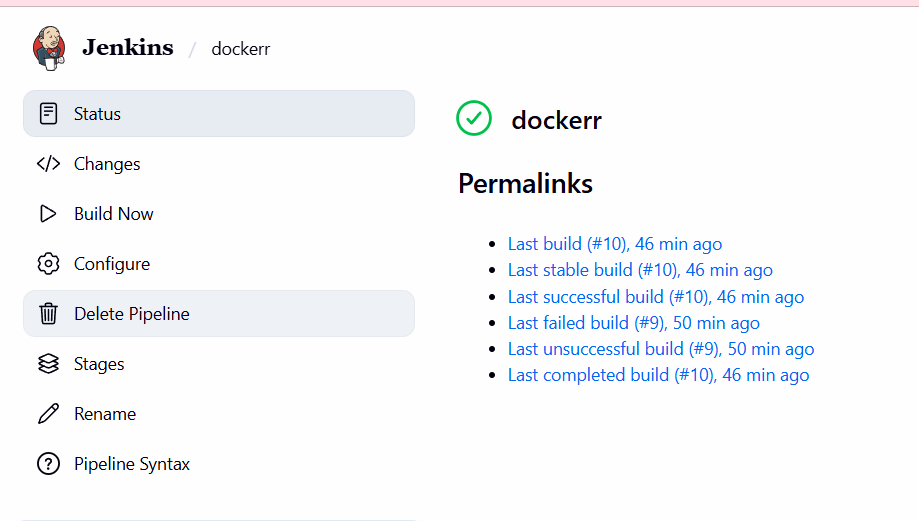 Jenkins / dockerr
Status
Changes
Build Now
Configure
Delete Pipeline
Stages
Rename
Pipeline Syntax
dockerr
Permalinks
Last build (#10), 46 min ago
Last stable build (#10), 46 min ago
Last successful build (#10), 46 min ago
Last failed build (#9), 50 min ago
Last unsuccessful build (#9), 50 min ago
Last completed build (#10), 46 min ago